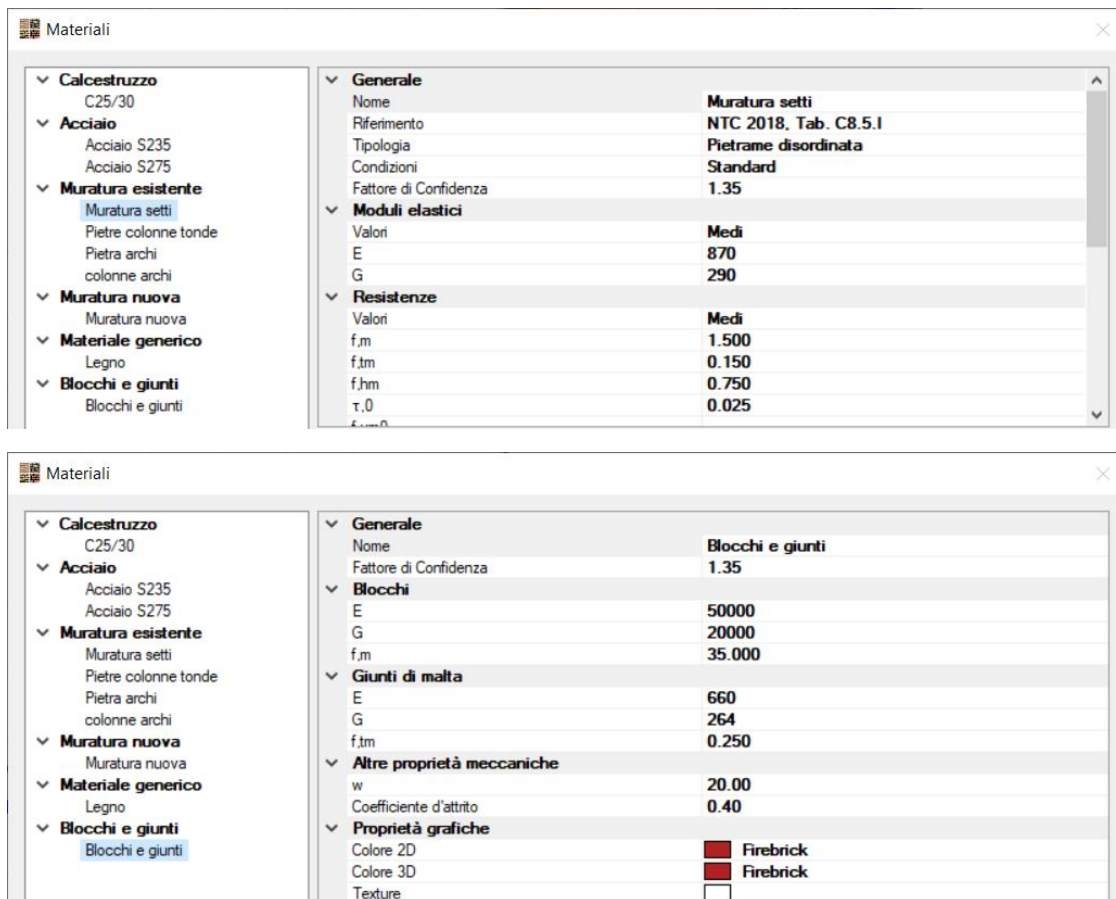 Materiali
Calcestruzzo
C25/30
Acciaio
Acciaio S235
Acciaio S275
Muratura esistente
Muratura setti
Pietre colonne tonde
Pietra archi
colonne archi
Muratura nuova
Muratura nuova
Materiale generico
Legno
Blocchi e giunti
Blocchi e giunti
Generale
Nome Muratura setti
Riferimento NTC 2018, Tab. C8.5.I
Tipologia Pietrame disordinata
Condizioni Standard
Fattore di Confidenza 1.35
Moduli elastici
Valori Medi
E 870
G 290
Resistenze
Valori Medi
f,m 1.500
f,tm 0.150
f,hm 0.750
τ,0 0.025
Materiali
Calcestruzzo
C25/30
Acciaio
Acciaio S235
Acciaio S275
Muratura esistente
Muratura setti
Pietre colonne tonde
Pietra archi
colonne archi
Muratura nuova
Muratura nuova
Materiale generico
Legno
Blocchi e giunti
Blocchi e giunti
Generale
Nome Blocchi e giunti
Fattore di Confidenza 1.35
Blocchi
E 50000
G 20000
f,m 35.000
Giunti di malta
E 660
G 264
f,tm 0.250
Altre proprietà meccaniche
w 20.00
Coefficiente d'attrito 0.40
Proprietà grafiche
Colore 2D Firebrick
Colore 3D Firebrick
Texture